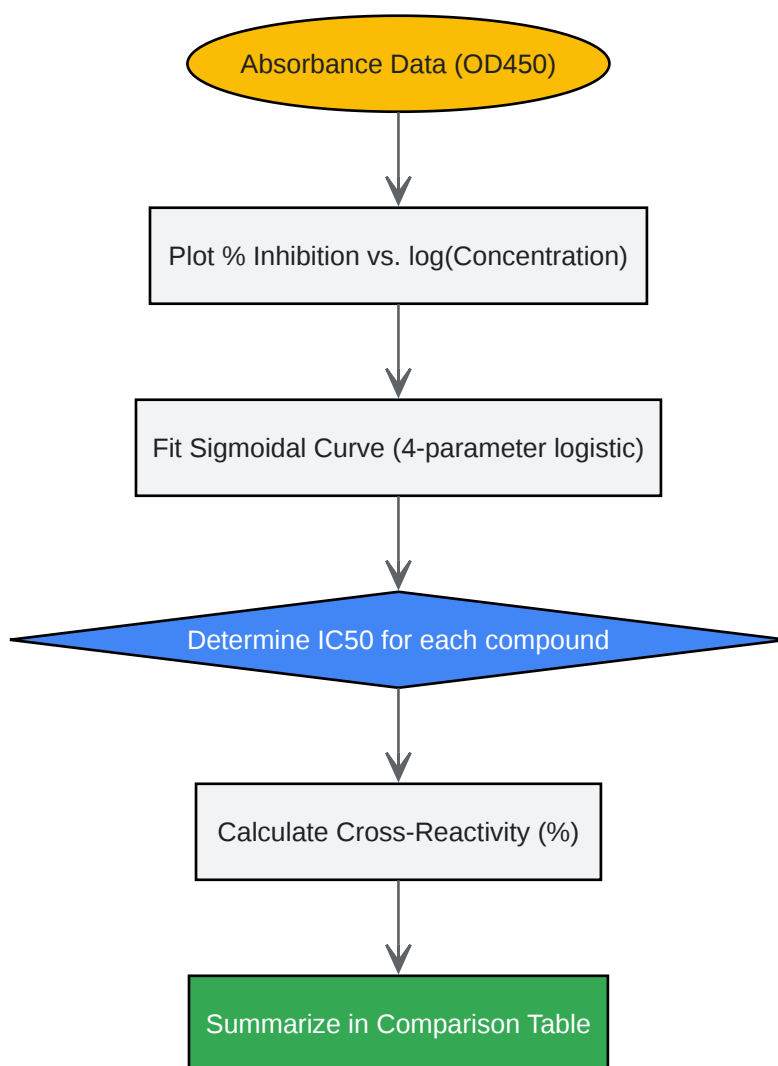 Absorbance Data (OD450)
Plot % Inhibition vs. log(Concentration)
Fit Sigmoidal Curve (4-parameter logistic)
Determine IC50 for each compound
Calculate Cross-Reactivity (%)
Summarize in Comparison Table